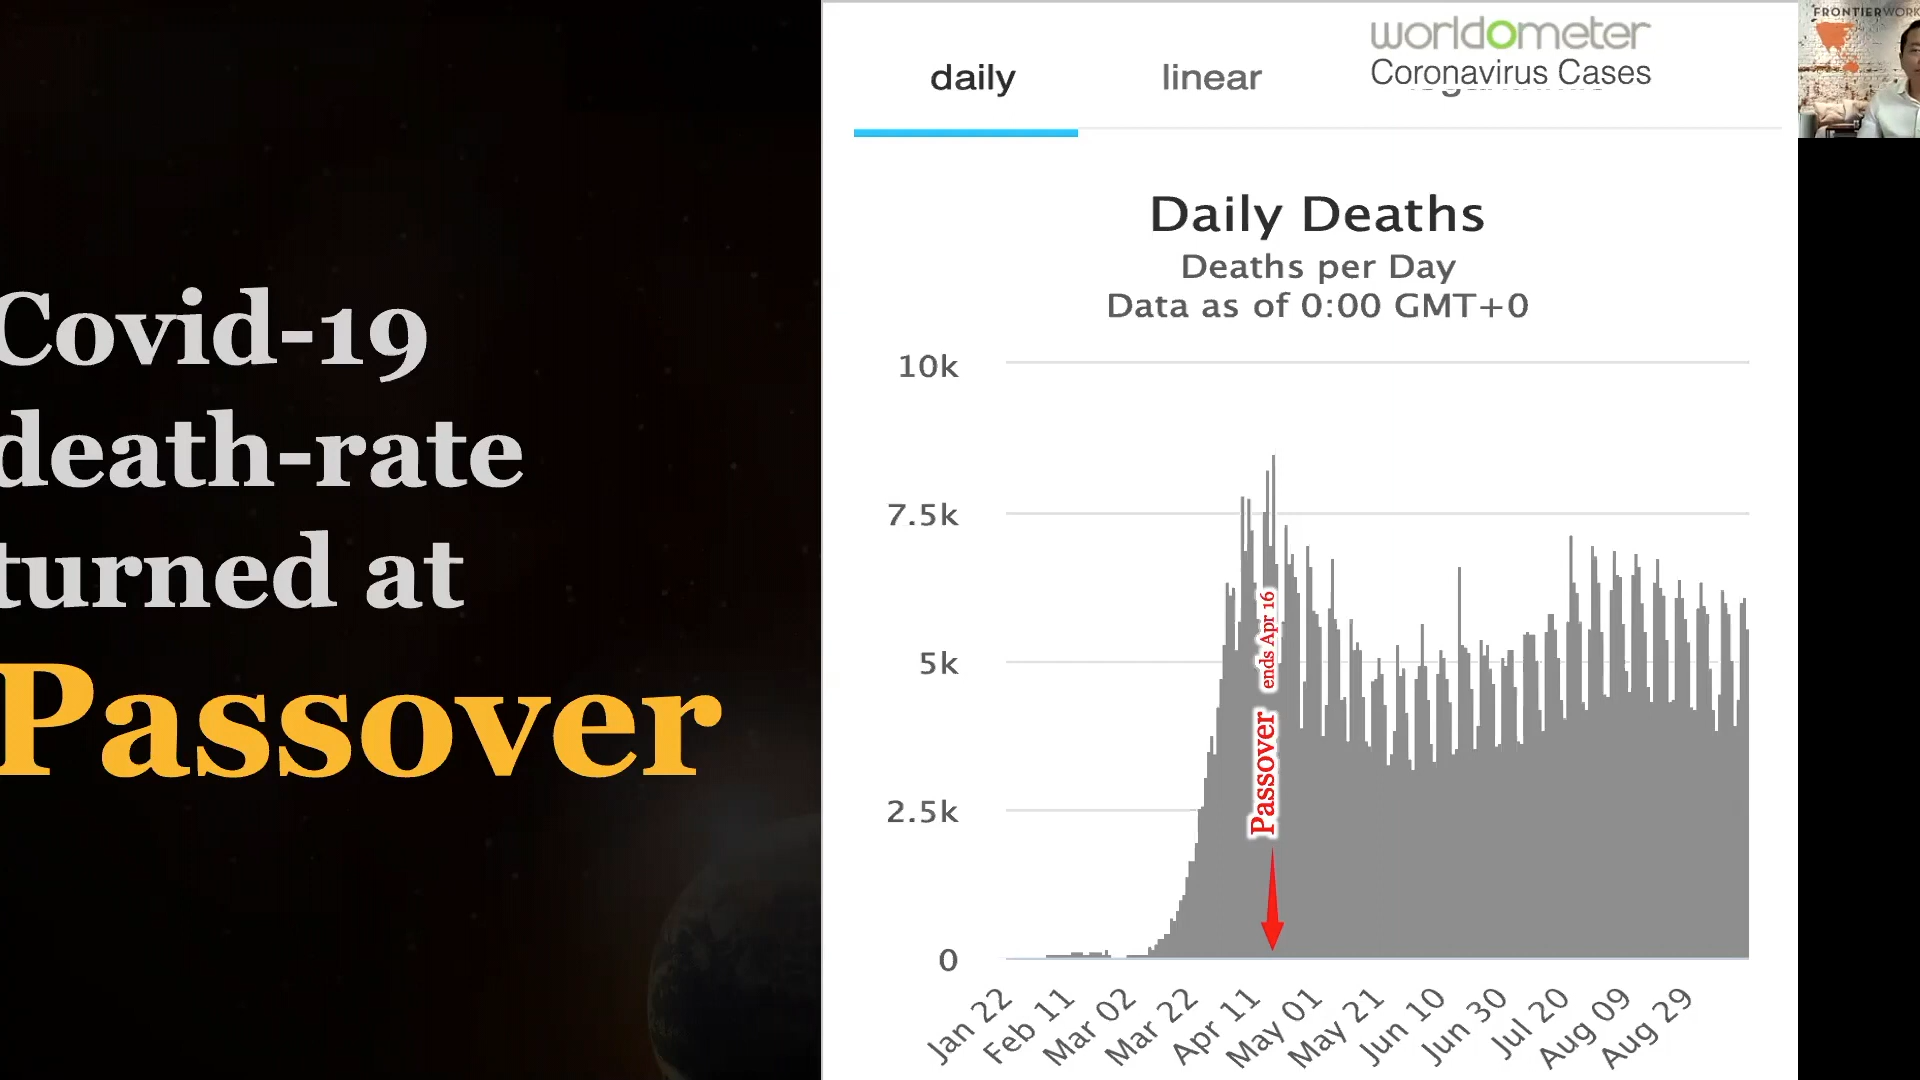 Covid-19
death-rate
turned at
Passover
worldometer
Coronavirus Cases
daily
linear
Daily Deaths
Deaths per Day
Data as of 0:00 GMT+0
10k
7.5k
5k
2.5k
0
Passover ends Apr 16
Jan 22
Feb 11
Mar 02
Mar 22
Apr 11
May 01
May 21
Jun 10
Jun 30
Jul 20
Aug 09
Aug 29
FRONTIERWORK